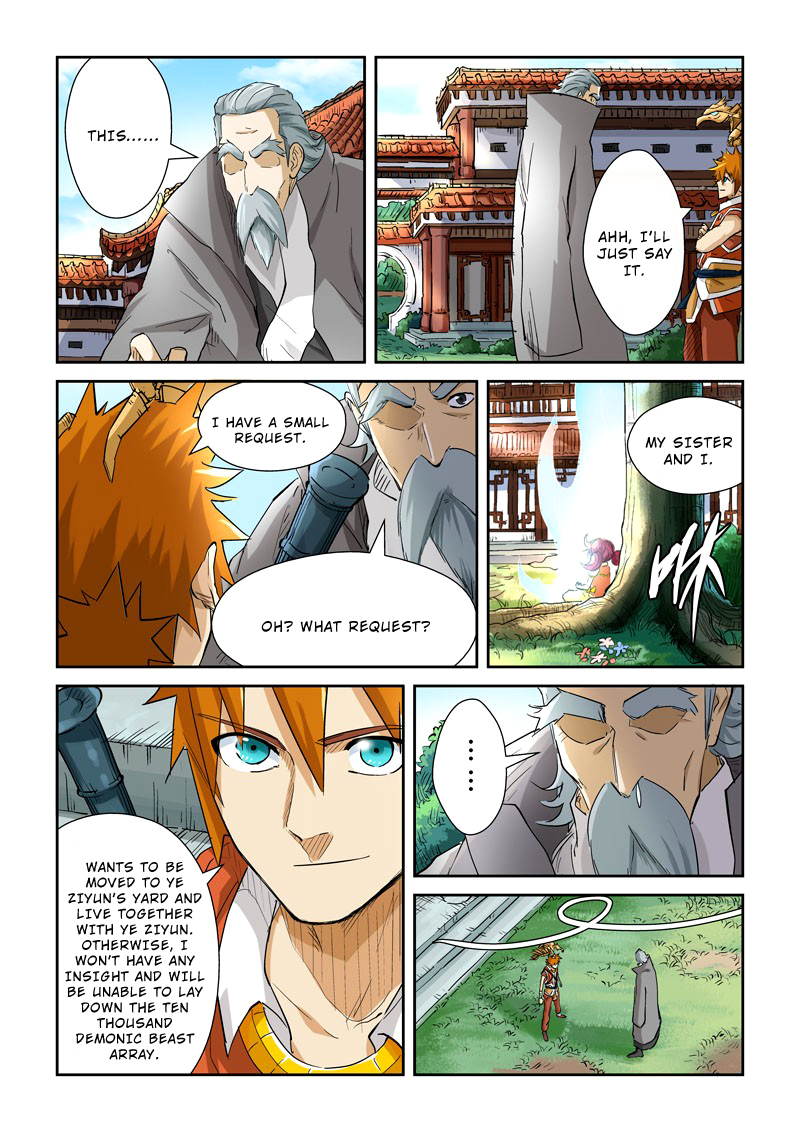 THIS......
AHH, I'LL
JUST SAY
IT.
I HAVE A SMALL
REQUEST.
OH? WHAT REQUEST?
MY SISTER
AND I.
WANTS TO BE
MOVED TO YE
ZIYUN'S YARD AND
LIVE TOGETHER
WITH YE ZIYUN.
OTHERWISE, I
WON'T HAVE ANY
INSIGHT AND WILL
BE UNABLE TO LAY
DOWN THE TEN
THOUSAND
DEMONIC BEAST
ARRAY.
......